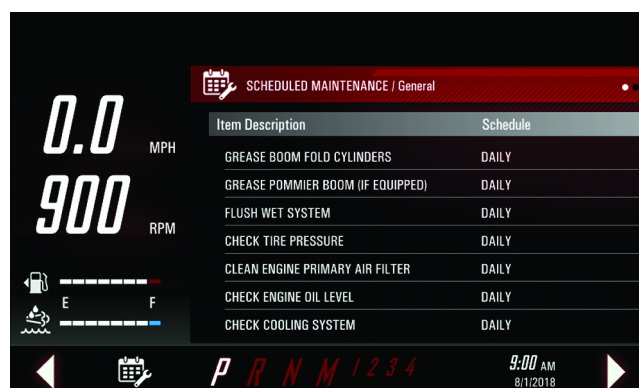 SCHEDULED MAINTENANCE / General
0.0 MPH
Item Description Schedule
GREASE BOOM FOLD CYLINDERS DAILY
GREASE POMMIER BOOM (IF EQUIPPED) DAILY
900 RPM
FLUSH WET SYSTEM DAILY
CHECK TIRE PRESSURE DAILY
CLEAN ENGINE PRIMARY AIR FILTER DAILY
E F
CHECK ENGINE OIL LEVEL DAILY
CHECK COOLING SYSTEM DAILY
P R N M 1 2 3 4
9:00 AM
8/1/2018